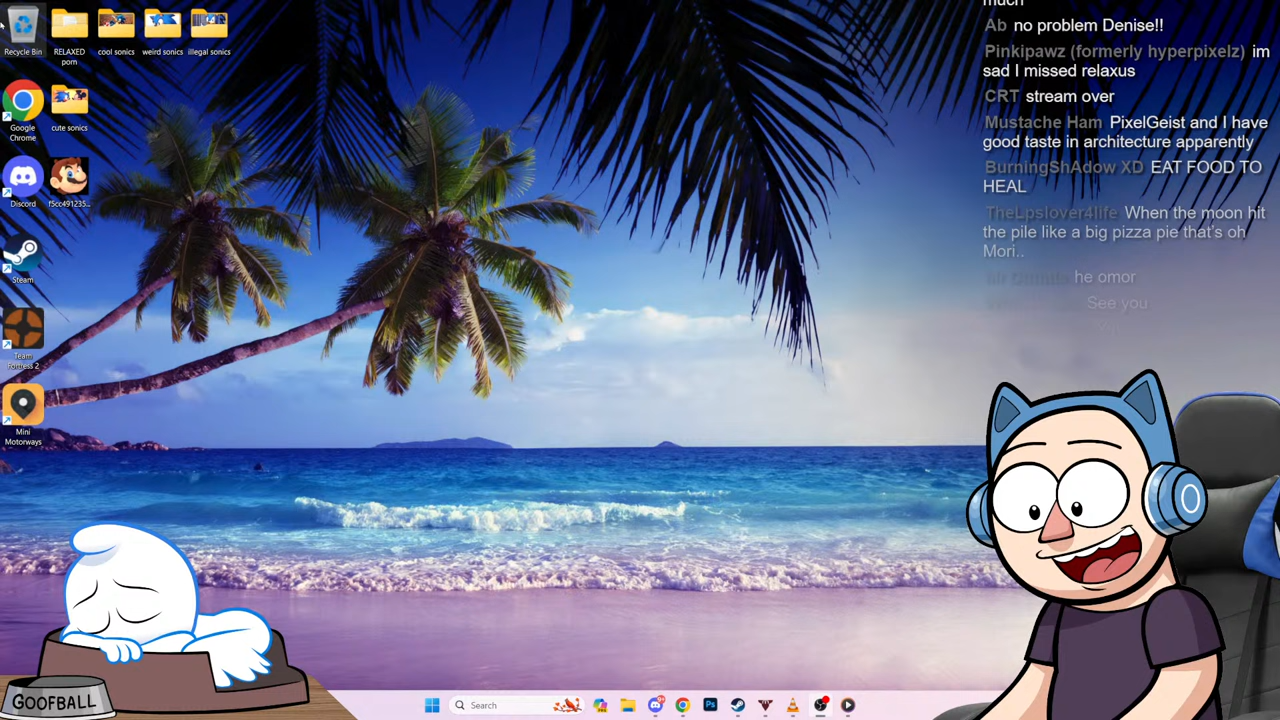 Recycle Bin
RELAXED
porn
cool sonics
weird sonics
illegal sonics
Google
Chrome
cute sonics
Discord
f5cc491235...
Steam
Team
Fortress 2
Mini
Motorways
much
Ab no problem Denise!!
Pinkipawz (formerly hyperpixelz) im
sad I missed relaxus
CRT stream over
Mustache Ham PixelGeist and I have
good taste in architecture apparently
BurningShAdow XD EAT FOOD TO
HEAL
TheLpslover4life When the moon hit
the pile like a big pizza pie that's oh
Mori..
he omor
See you
GOOFBALL
Search
Ps